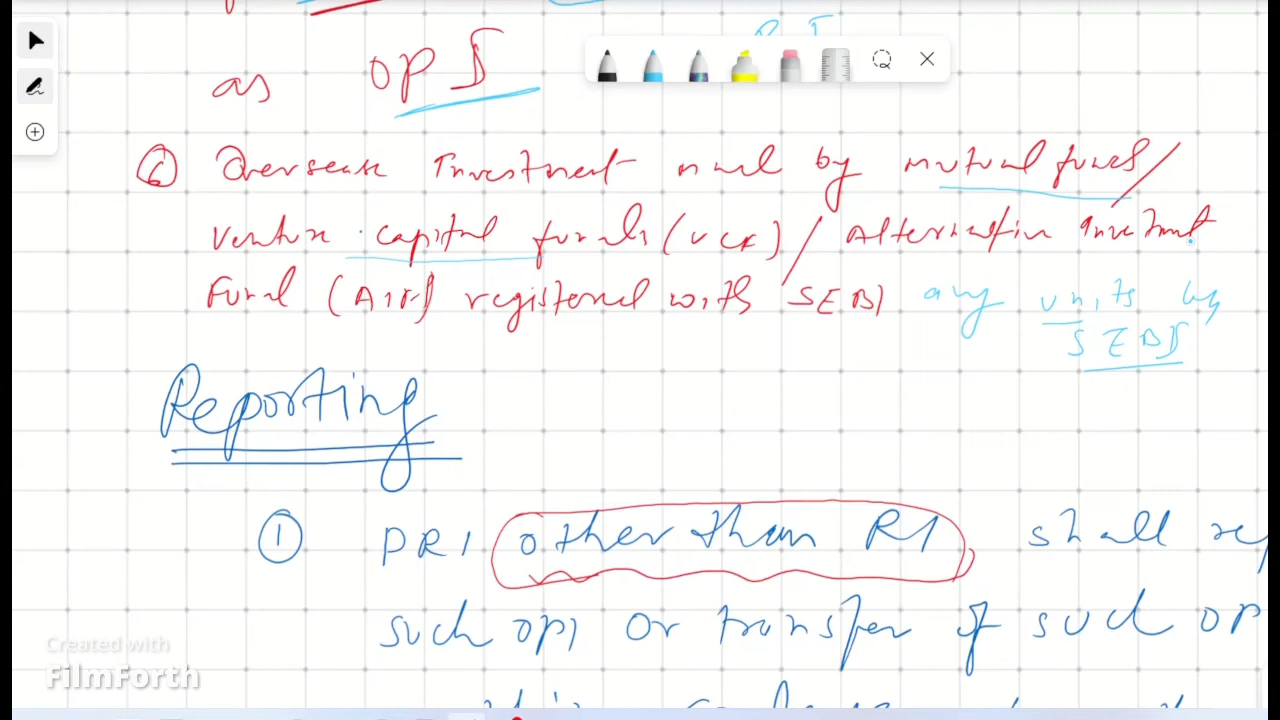 as OPI
⑥ Overseas Investment made by mutual funds/
Venture capital funds (VCF) / Alternative Investment
Fund (AIF) registered with SEBI any units by
SEBI
Reporting
① PRI other than RI shall re
such OPI or transfer of such OP
Created with
FilmForth